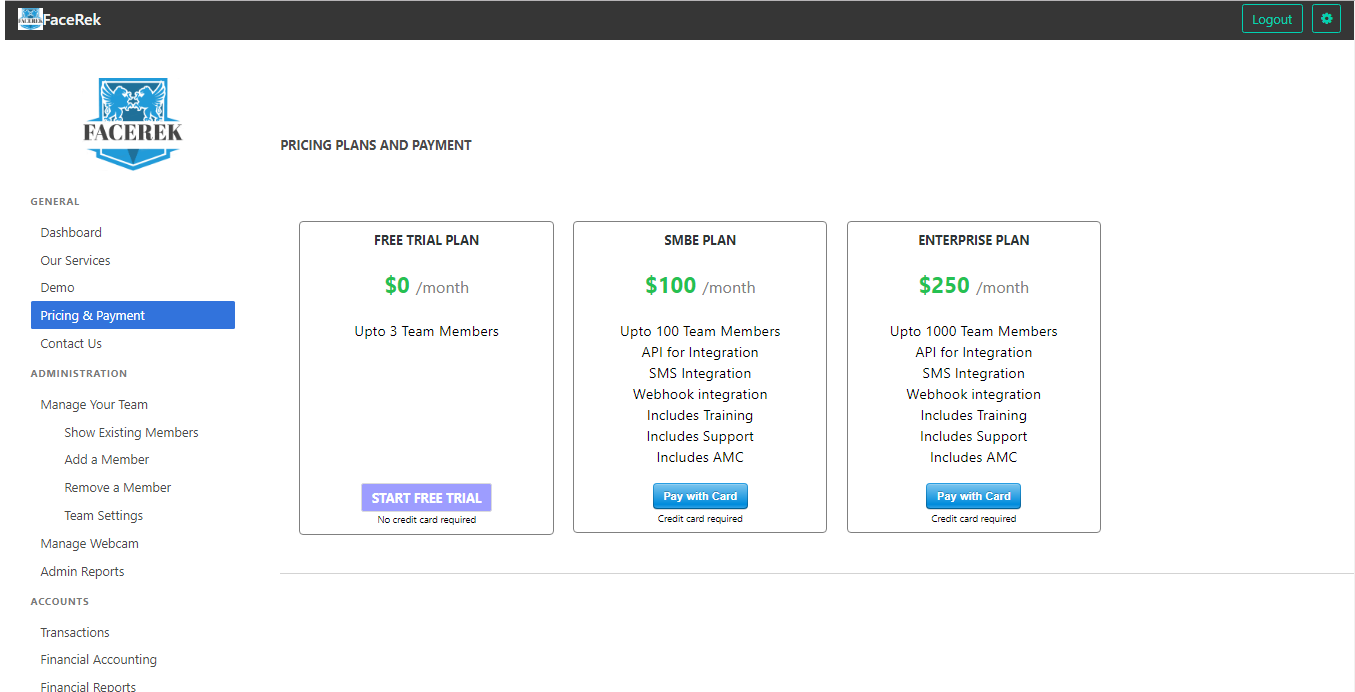 FACEREK FaceRek
Logout
FACEREK
GENERAL
Dashboard
Our Services
Demo
Pricing & Payment
Contact Us
ADMINISTRATION
Manage Your Team
Show Existing Members
Add a Member
Remove a Member
Team Settings
Manage Webcam
Admin Reports
ACCOUNTS
Transactions
Financial Accounting
Financial Reports
PRICING PLANS AND PAYMENT
FREE TRIAL PLAN
$0 /month
Upto 3 Team Members
START FREE TRIAL
No credit card required
SMBE PLAN
$100 /month
Upto 100 Team Members
API for Integration
SMS Integration
Webhook integration
Includes Training
Includes Support
Includes AMC
Pay with Card
Credit card required
ENTERPRISE PLAN
$250 /month
Upto 1000 Team Members
API for Integration
SMS Integration
Webhook integration
Includes Training
Includes Support
Includes AMC
Pay with Card
Credit card required